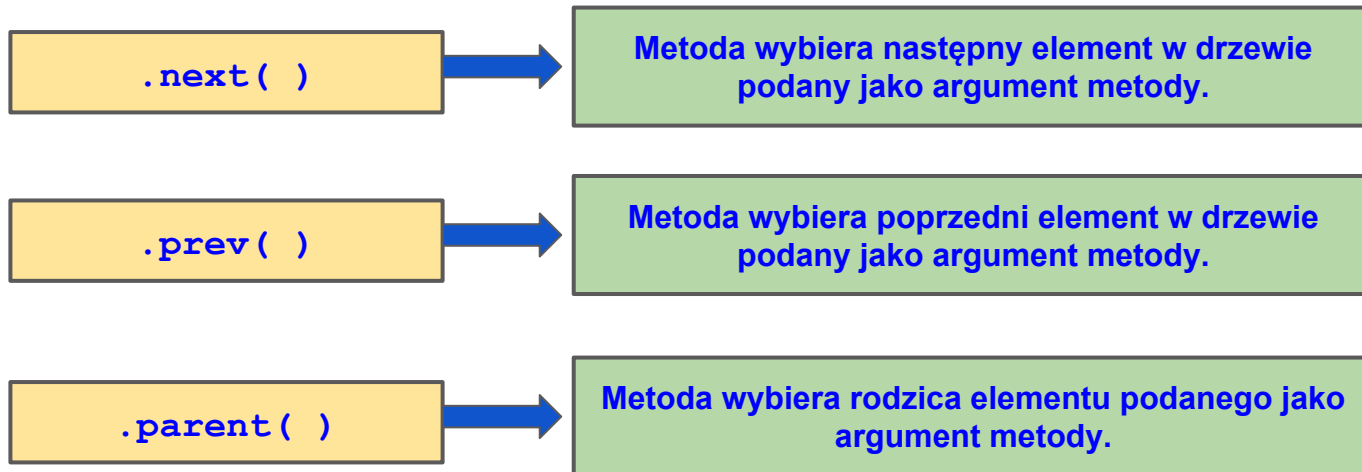 .next( )
Metoda wybiera następny element w drzewie
podany jako argument metody.
.prev( )
Metoda wybiera poprzedni element w drzewie
podany jako argument metody.
.parent( )
Metoda wybiera rodzica elementu podanego jako
argument metody.